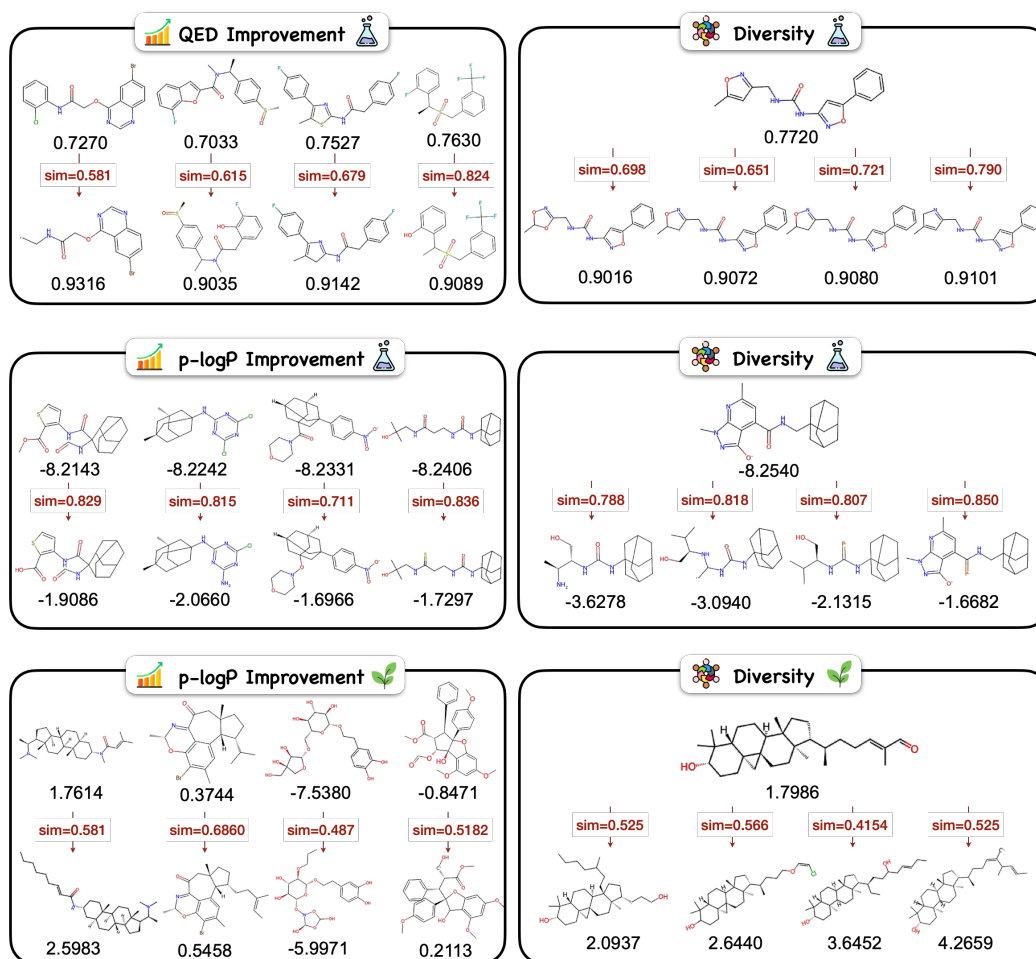 QED Improvement
0.7270 0.7033 0.7527 0.7630
sim=0.581 sim=0.615 sim=0.679 sim=0.824
0.9316 0.9035 0.9142 0.9089
Diversity
0.7720
sim=0.698 sim=0.651 sim=0.721 sim=0.790
0.9016 0.9072 0.9080 0.9101
p-logP Improvement
-8.2143 -8.2242 -8.2331 -8.2406
sim=0.829 sim=0.815 sim=0.711 sim=0.836
-1.9086 -2.0660 -1.6966 -1.7297
Diversity
-8.2540
sim=0.788 sim=0.818 sim=0.807 sim=0.850
-3.6278 -3.0940 -2.1315 -1.6682
p-logP Improvement
1.7614 0.3744 -7.5380 -0.8471
sim=0.581 sim=0.6860 sim=0.487 sim=0.5182
2.5983 0.5458 -5.9971 0.2113
Diversity
H
H
HO
O
1.7986
sim=0.525 sim=0.566 sim=0.4154 sim=0.525
2.0937 2.6440 3.6452 4.2659